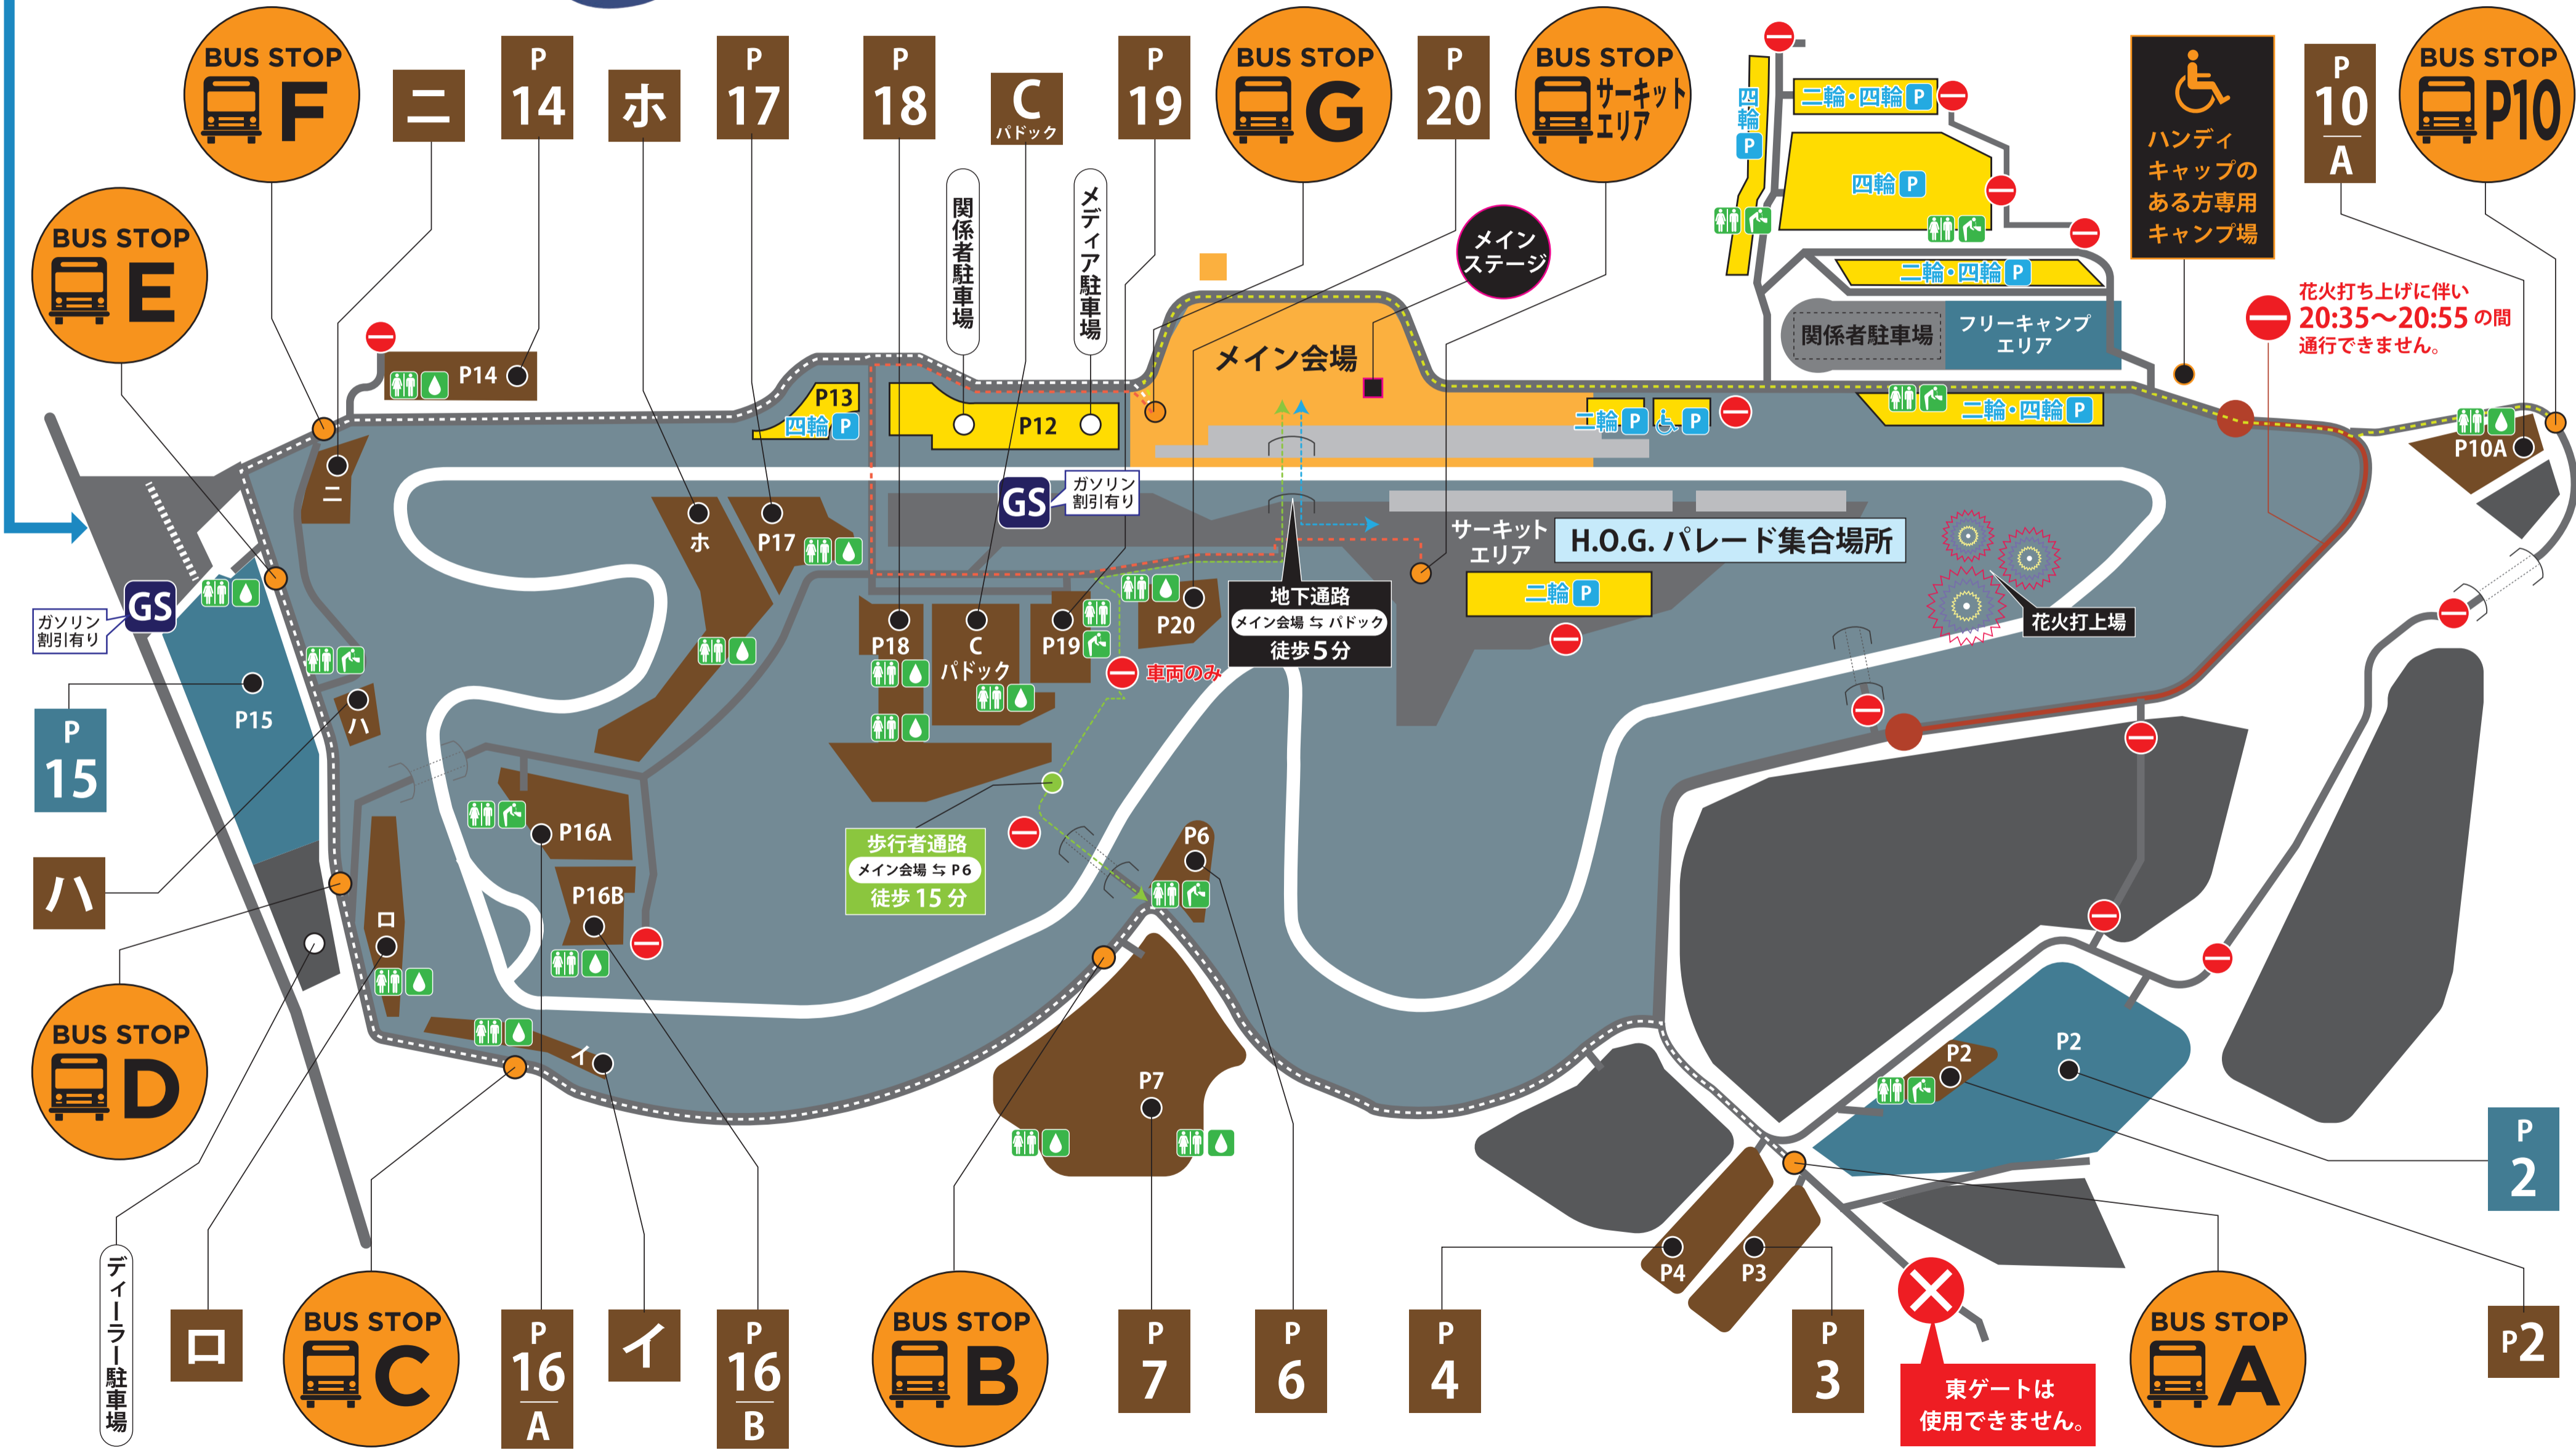 BUS STOP
F
ニ
P
14
ホ
P
17
P
18
C
パドック
P
19
BUS STOP
G
P
20
BUS STOP
サーキット
エリア
四輪 P
二輪・四輪 P
四輪 P
二輪・四輪 P
ハンディ
キャップの
ある方専用
キャンプ場
P
10
A
BUS STOP
P10
BUS STOP
E
関係者駐車場
メディア駐車場
メイン
ステージ
関係者駐車場
フリーキャンプ
エリア
花火打ち上げに伴い
20:35〜20:55 の間
通行できません。
P14
P13
四輪 P
P12
メイン会場
二輪 P
P
二輪・四輪 P
P10A
ニ
ホ
P17
GS
ガソリン
割引有り
サーキット
エリア
H.O.G. パレード集合場所
二輪 P
花火打上場
GS
ガソリン
割引有り
P18
C
パドック
P19
P20
地下通路
メイン会場 ⇆ パドック
徒歩 5 分
車両のみ
P15
ハ
P
15
P16A
P16B
歩行者通路
メイン会場 ⇆ P6
徒歩 15 分
P6
ハ
ロ
イ
P7
P2
P2
BUS STOP
D
P
2
P4
P3
ディーラー駐車場
ロ
BUS STOP
C
P
16
A
イ
P
16
B
BUS STOP
B
P
7
P
6
P
4
P
3
東ゲートは
使用できません。
BUS STOP
A
P2